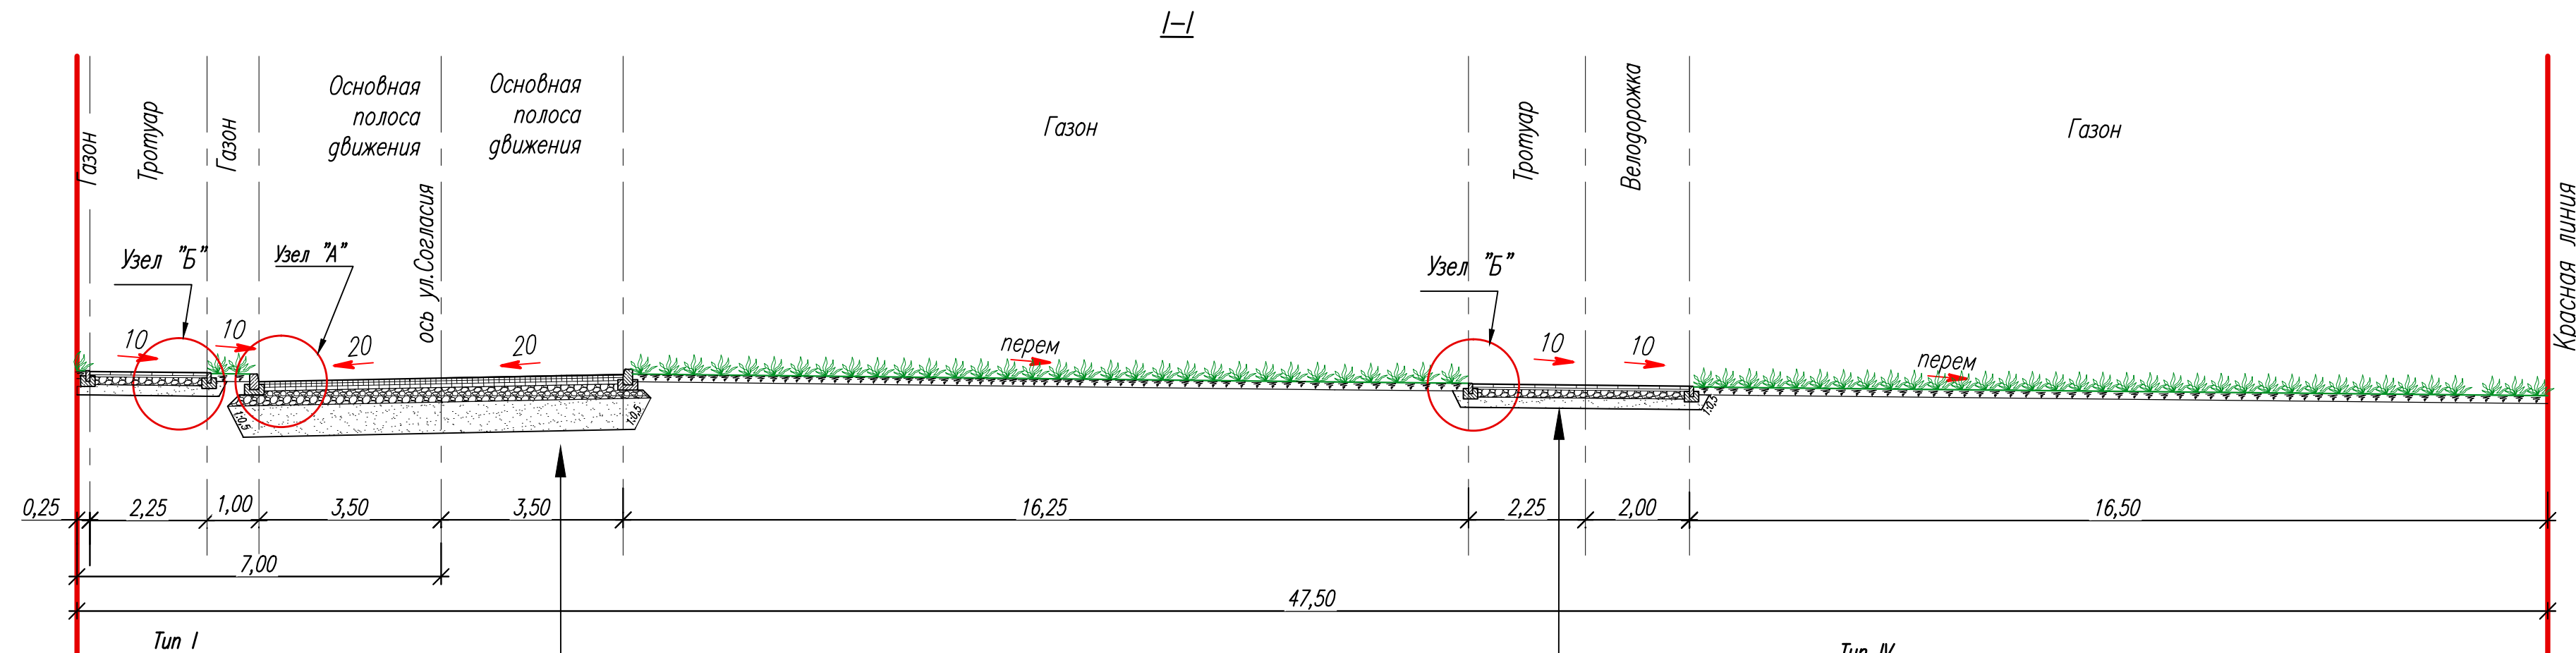 I-I
Газон
Тротуар
Газон
Основная
полоса
движения
Основная
полоса
движения
Газон
Тротуар
Велодорожка
Газон
ось ул.Согласия
Красная линия
Узел "Б"
Узел "А"
Узел "Б"
10
10
20
20
перем
10
10
перем
1:0,5
1:0,5
1:0,5
0,25
2,25
1,00
3,50
3,50
16,25
2,25
2,00
16,50
7,00
47,50
Тип I
Тип IV